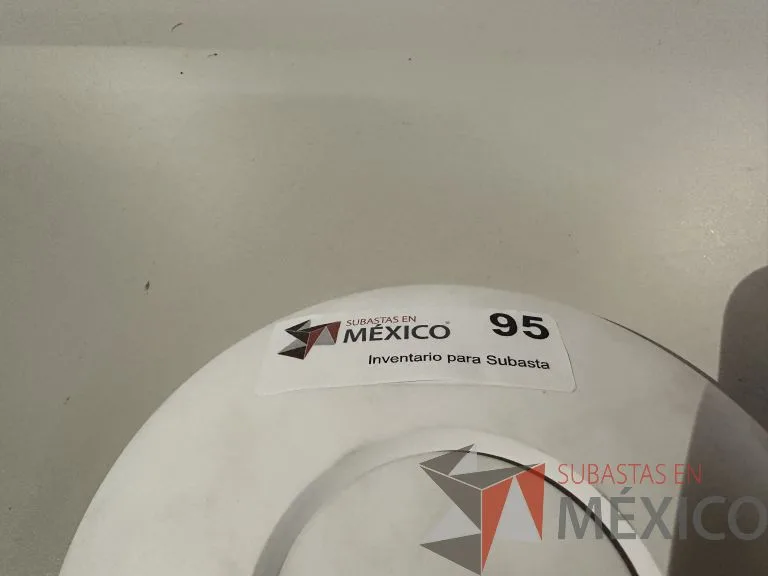 SUBASTAS EN
MÉXICO® 95
Inventario para Subasta
SUBASTAS EN
MÉXICO